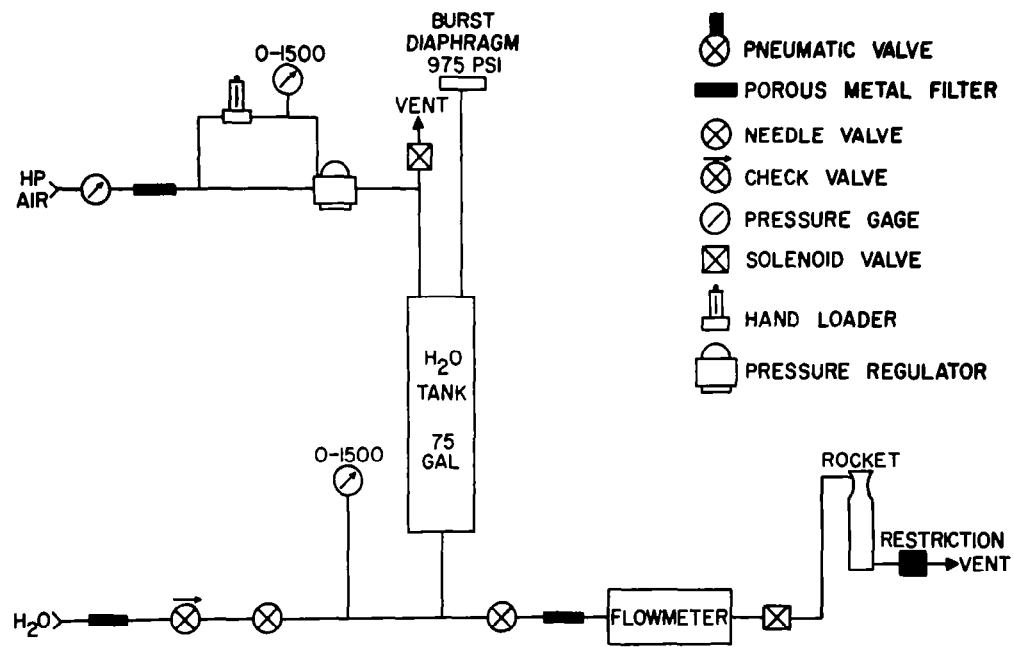 BURST
DIAPHRAGM
975 PSI
0-1500
VENT
HP
AIR
H2O
TANK
75
GAL
0-1500
H2O
FLOWMETER
ROCKET
RESTRICTION
VENT
PNEUMATIC VALVE
POROUS METAL FILTER
NEEDLE VALVE
CHECK VALVE
PRESSURE GAGE
SOLENOID VALVE
HAND LOADER
PRESSURE REGULATOR